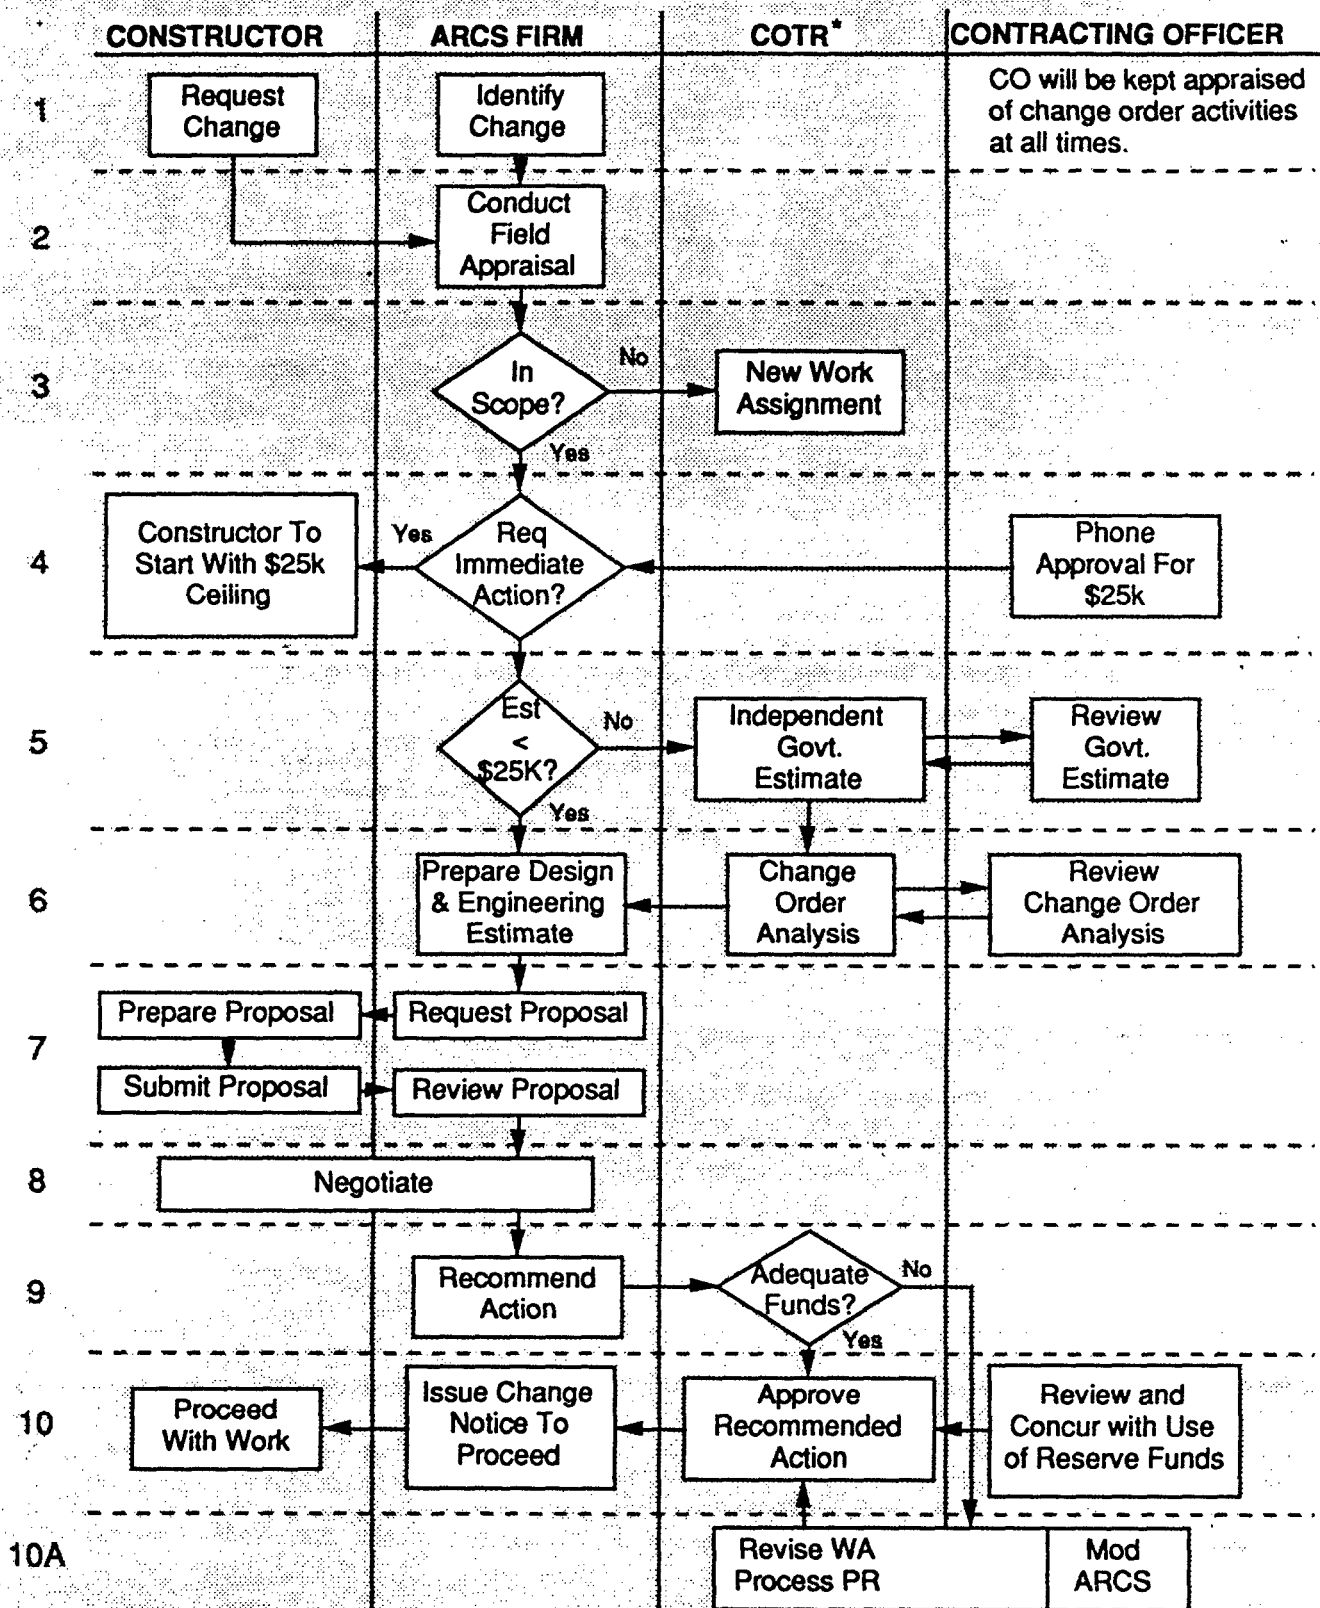 CONSTRUCTOR
ARCS FIRM
COTR*
CONTRACTING OFFICER
1
Request
Change
Identify
Change
CO will be kept appraised
of change order activities
at all times.
2
Conduct
Field
Appraisal
3
In
Scope?
No
New Work
Assignment
Yes
4
Constructor To
Start With $25k
Ceiling
Yes
Req
Immediate
Action?
Phone
Approval For
$25k
5
Est
<
$25K?
No
Independent
Govt.
Estimate
Review
Govt.
Estimate
Yes
6
Prepare Design
& Engineering
Estimate
Change
Order
Analysis
Review
Change Order
Analysis
7
Prepare Proposal
Request Proposal
Submit Proposal
Review Proposal
8
Negotiate
9
Recommend
Action
Adequate
Funds?
No
Yes
10
Proceed
With Work
Issue Change
Notice To
Proceed
Approve
Recommended
Action
Review and
Concur with Use
of Reserve Funds
10A
Revise WA
Process PR
Mod
ARCS